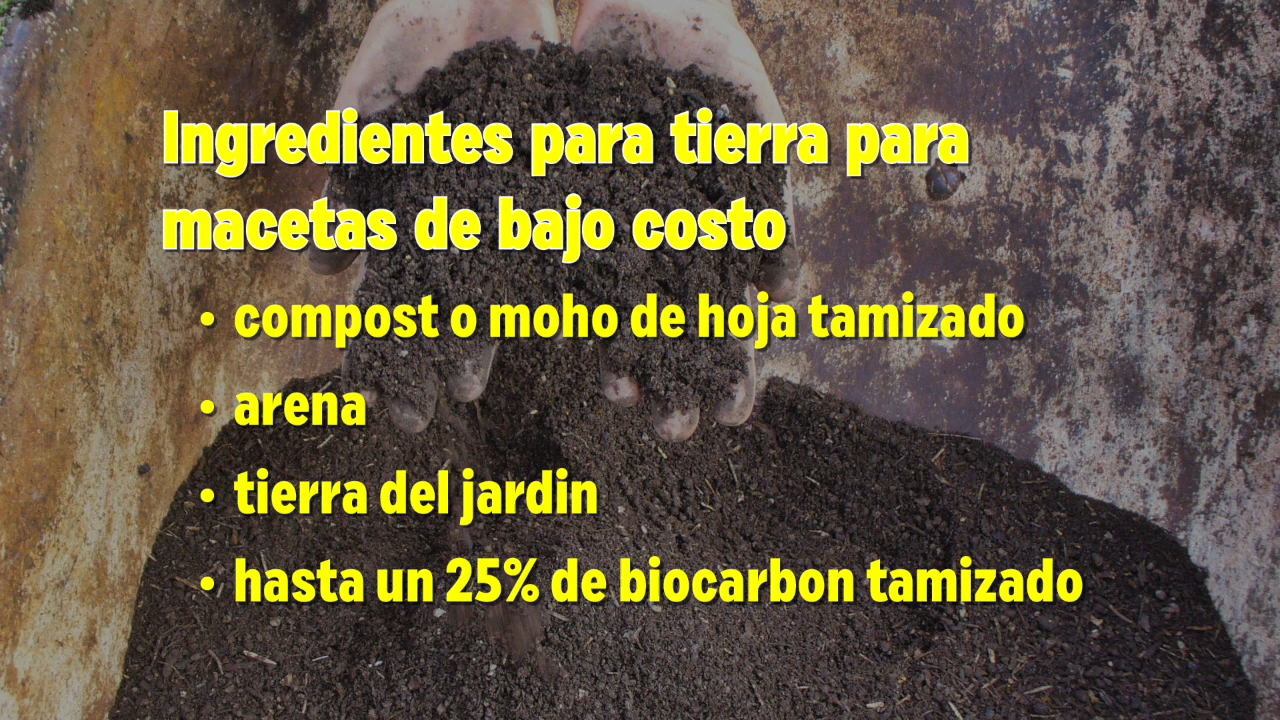 Ingredientes para tierra para
macetas de bajo costo
• compost o moho de hoja tamizado
• arena
• tierra del jardin
• hasta un 25% de biocarbon tamizado